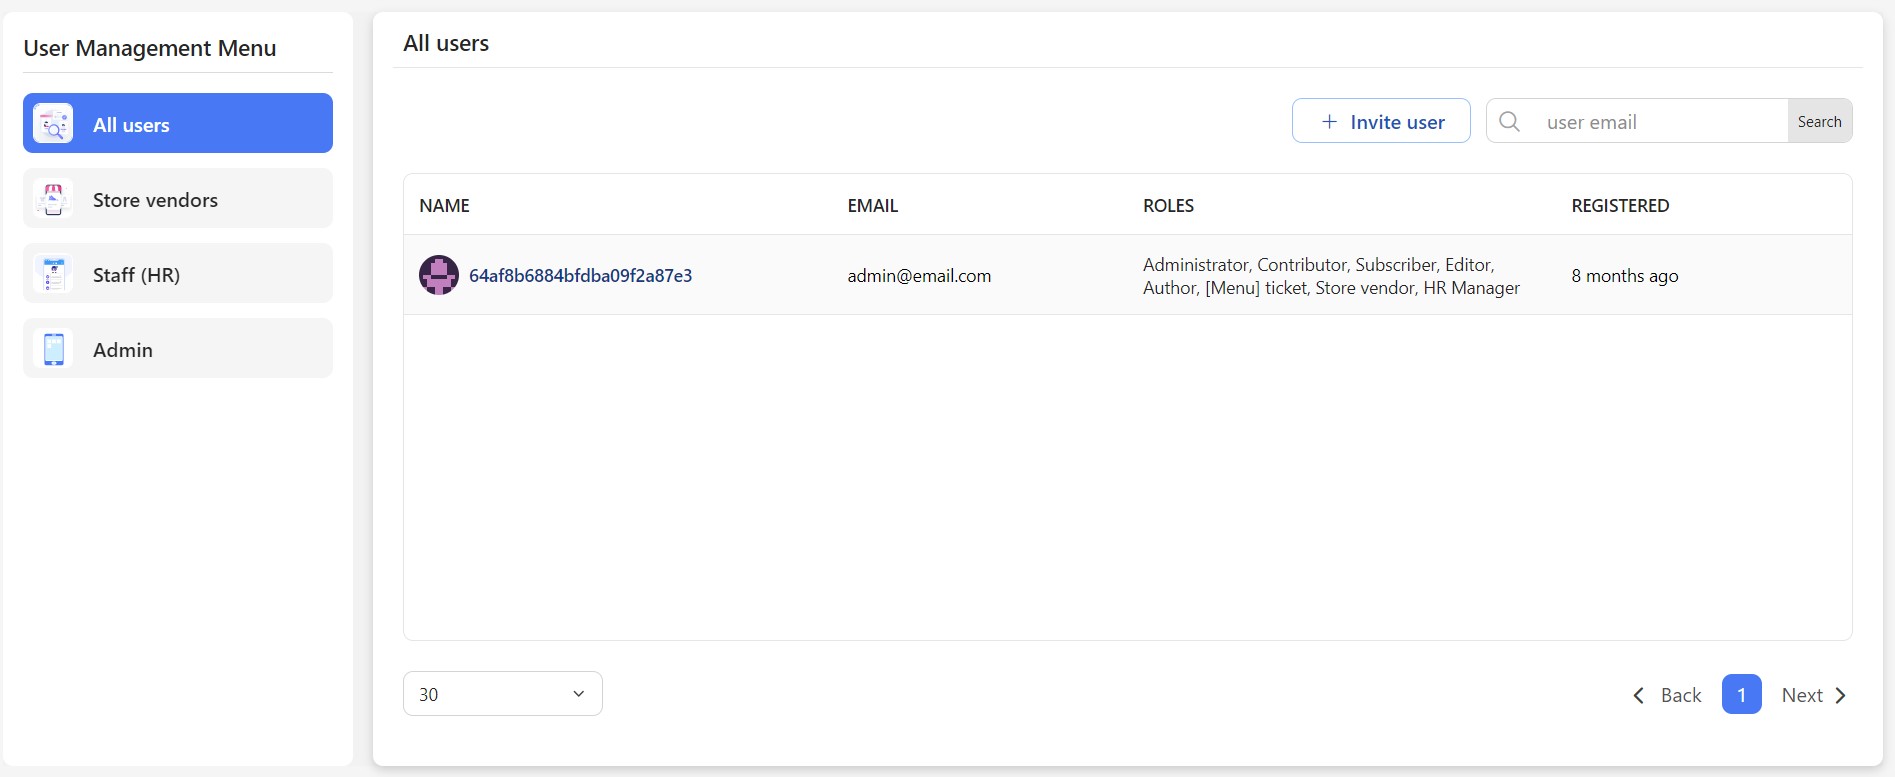 User Management Menu
All users
Store vendors
Staff (HR)
Admin
All users
Invite user
user email
Search
NAME
EMAIL
ROLES
REGISTERED
64af8b6884bfdba09f2a87e3
admin@email.com
Administrator, Contributor, Subscriber, Editor,
Author, [Menu] ticket, Store vendor, HR Manager
8 months ago
30
Back
1
Next